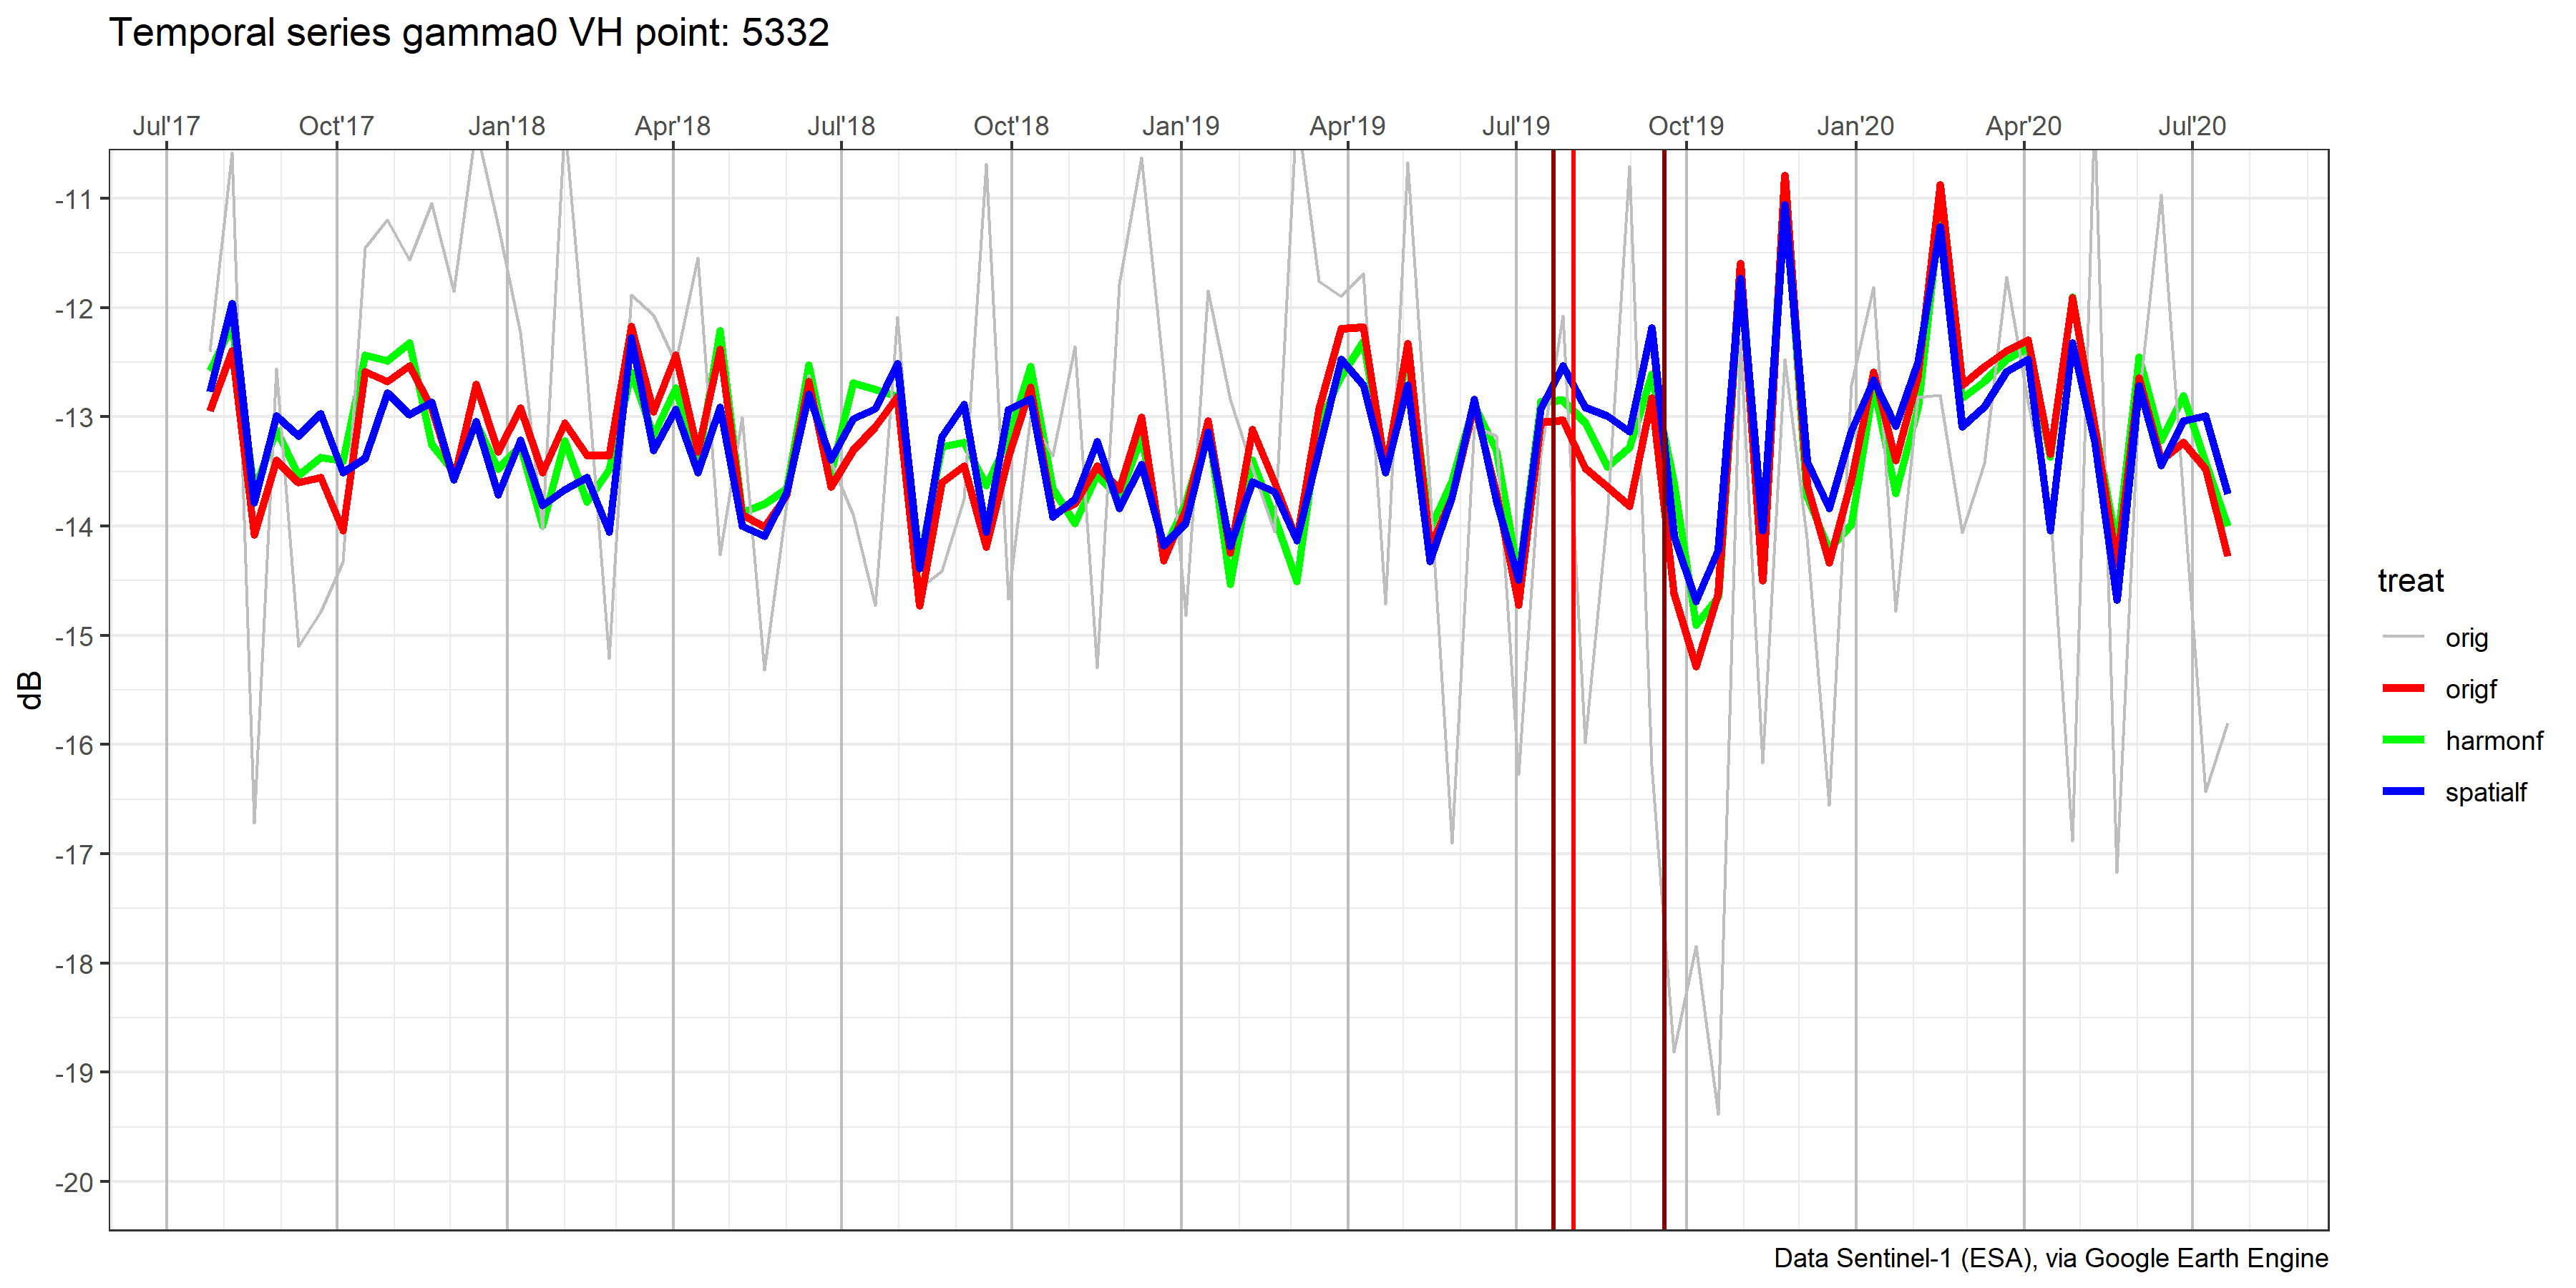 Temporal series gamma0 VH point: 5332
Jul'17 Oct'17 Jan'18 Apr'18 Jul'18 Oct'18 Jan'19 Apr'19 Jul'19 Oct'19 Jan'20 Apr'20 Jul'20
-11
-12
-13
-14
-15
-16
-17
-18
-19
-20
dB
treat
orig
origf
harmonf
spatialf
Data Sentinel-1 (ESA), via Google Earth Engine